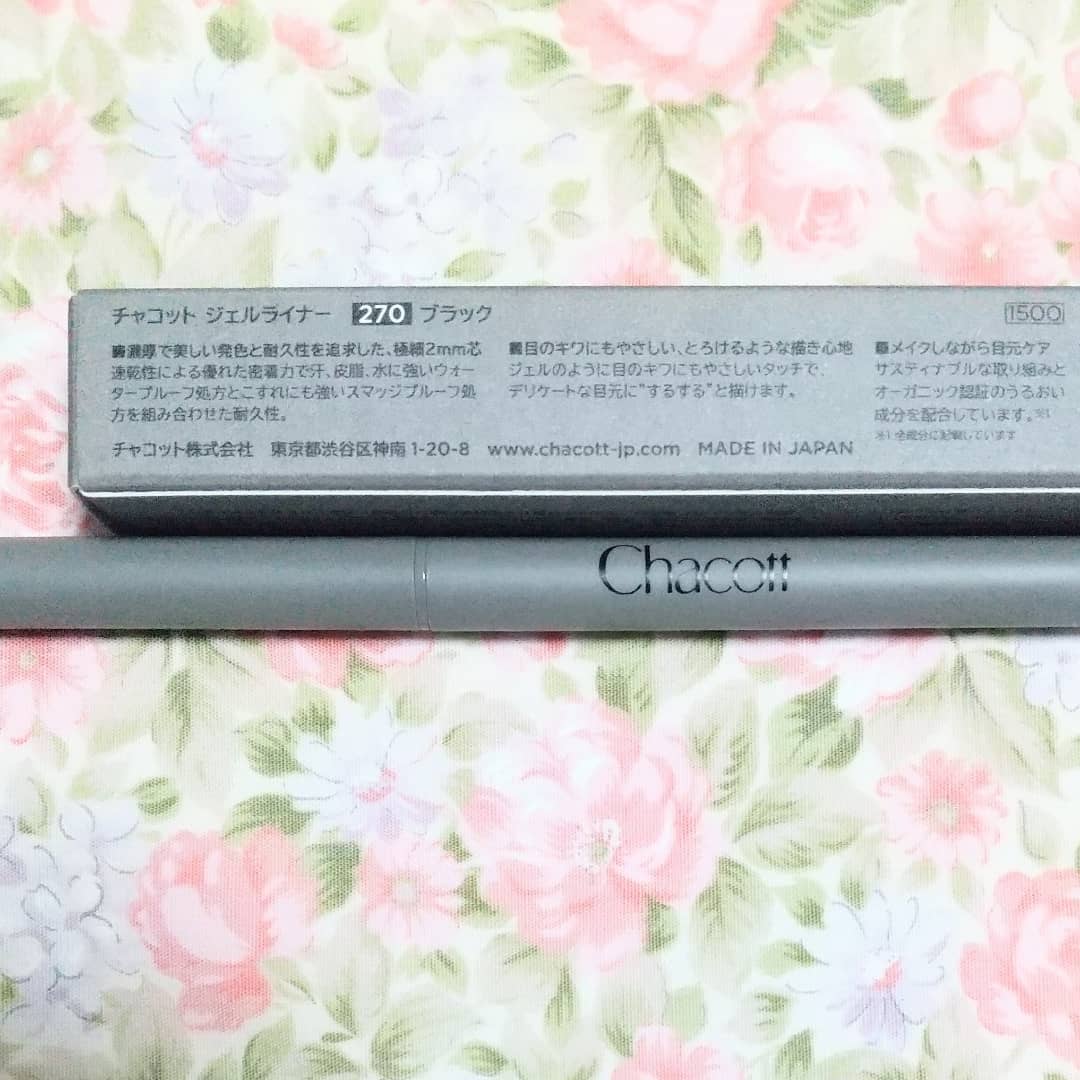 チャコット ジェルライナー 270 ブラック
1500
■濃厚で美しい発色と耐久性を追求した、極細2mm芯
速乾性による優れた密着力で汗、皮脂、水に強いウォー
タープルーフ処方とこすれにも強いスマッジプルーフ処
方を組み合わせた耐久性。
■目のキワにもやさしい、とろけるような描き心地
ジェルのように目のキワにもやさしいタッチで、
デリケートな目元に"するする"と描けます。
■メイクしながら目元ケア
サスティナブルな取り組みと
オーガニック認証のうるおい
成分を配合しています。※1
※1 全成分に記載しています
チャコット株式会社 東京都渋谷区神南1-20-8 www.chacott-jp.com MADE IN JAPAN
Chacott